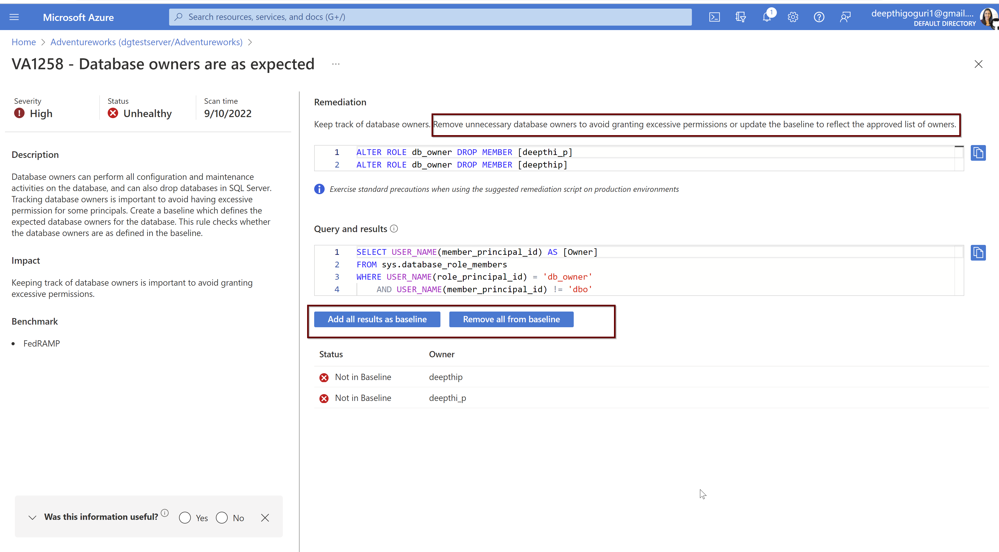 Microsoft Azure
Search resources, services, and docs (G+/)
1
deepthigoguri1@gmail....
DEFAULT DIRECTORY
Home > Adventureworks (dgtestserver/Adventureworks) >
VA1258 - Database owners are as expected ...
Severity
High
Status
Unhealthy
Scan time
9/10/2022
Description
Database owners can perform all configuration and maintenance
activities on the database, and can also drop databases in SQL Server.
Tracking database owners is important to avoid having excessive
permission for some principals. Create a baseline which defines the
expected database owners for the database. This rule checks whether
the database owners are as defined in the baseline.
Impact
Keeping track of database owners is important to avoid granting
excessive permissions.
Benchmark
• FedRAMP
Was this information useful?
Yes
No
Remediation
Keep track of database owners. Remove unnecessary database owners to avoid granting excessive permissions or update the baseline to reflect the approved list of owners.
1 ALTER ROLE db_owner DROP MEMBER [deepthi_p]
2 ALTER ROLE db_owner DROP MEMBER [deepthip]
Exercise standard precautions when using the suggested remediation script on production environments
Query and results
1 SELECT USER_NAME(member_principal_id) AS [Owner]
2 FROM sys.database_role_members
3 WHERE USER_NAME(role_principal_id) = 'db_owner'
4 AND USER_NAME(member_principal_id) != 'dbo'
Add all results as baseline
Remove all from baseline
Status Owner
Not in Baseline deepthip
Not in Baseline deepthi_p